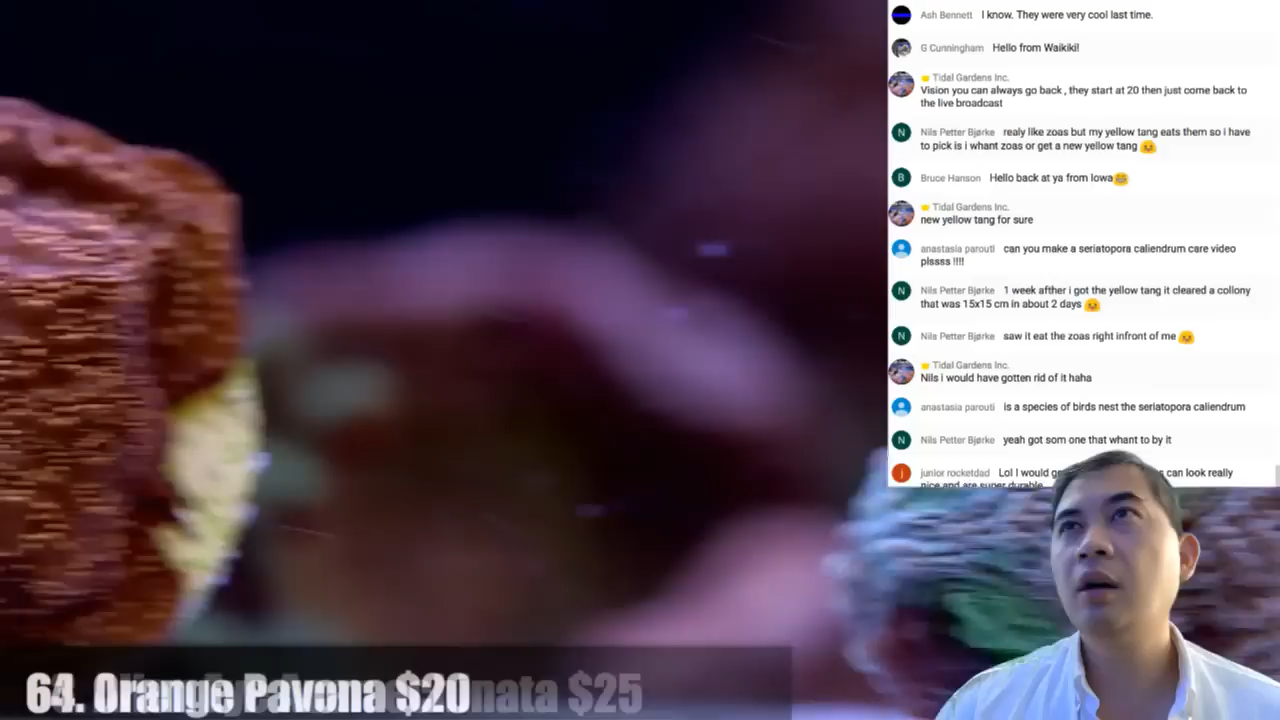 Ash Bennett I know. They were very cool last time.
G Cunningham Hello from Waikiki!
Tidal Gardens Inc.
Vision you can always go back , they start at 20 then just come back to
the live broadcast
N Nils Petter Bjørke realy like zoas but my yellow tang eats them so i have
to pick is i whant zoas or get a new yellow tang
B Bruce Hanson Hello back at ya from Iowa
Tidal Gardens Inc.
new yellow tang for sure
anastasia parouti can you make a seriatopora caliendrum care video
plssss !!!!
N Nils Petter Bjørke 1 week afther i got the yellow tang it cleared a collony
that was 15x15 cm in about 2 days
N Nils Petter Bjørke saw it eat the zoas right infront of me
Tidal Gardens Inc.
Nils i would have gotten rid of it haha
anastasia parouti is a species of birds nest the seriatopora caliendrum
N Nils Petter Bjørke yeah got som one that whant to by it
j junior rocketdad Lol I would can look really
nice and are super durable
64. Orange Pavona $20 $25